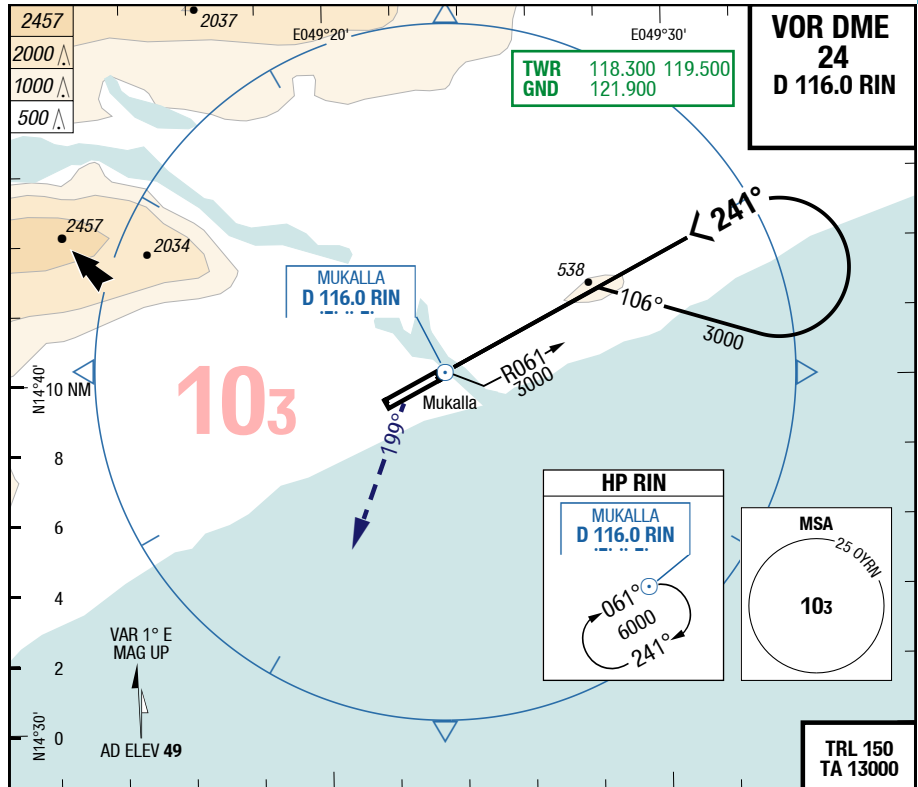 2457
2000
1000
500
2037
E049°20'
E049°30'
TWR 118.300 119.500
GND 121.900
VOR DME
24
D 116.0 RIN
2457
2034
MUKALLA
D 116.0 RIN
538
241°
106°
3000
R061
3000
Mukalla
199°
N14°40'
10 NM
103
8
6
4
2
0
N14°30'
VAR 1° E
MAG UP
AD ELEV 49
HP RIN
MUKALLA
D 116.0 RIN
061°
6000
241°
MSA
25 OYRN
103
TRL 150
TA 13000